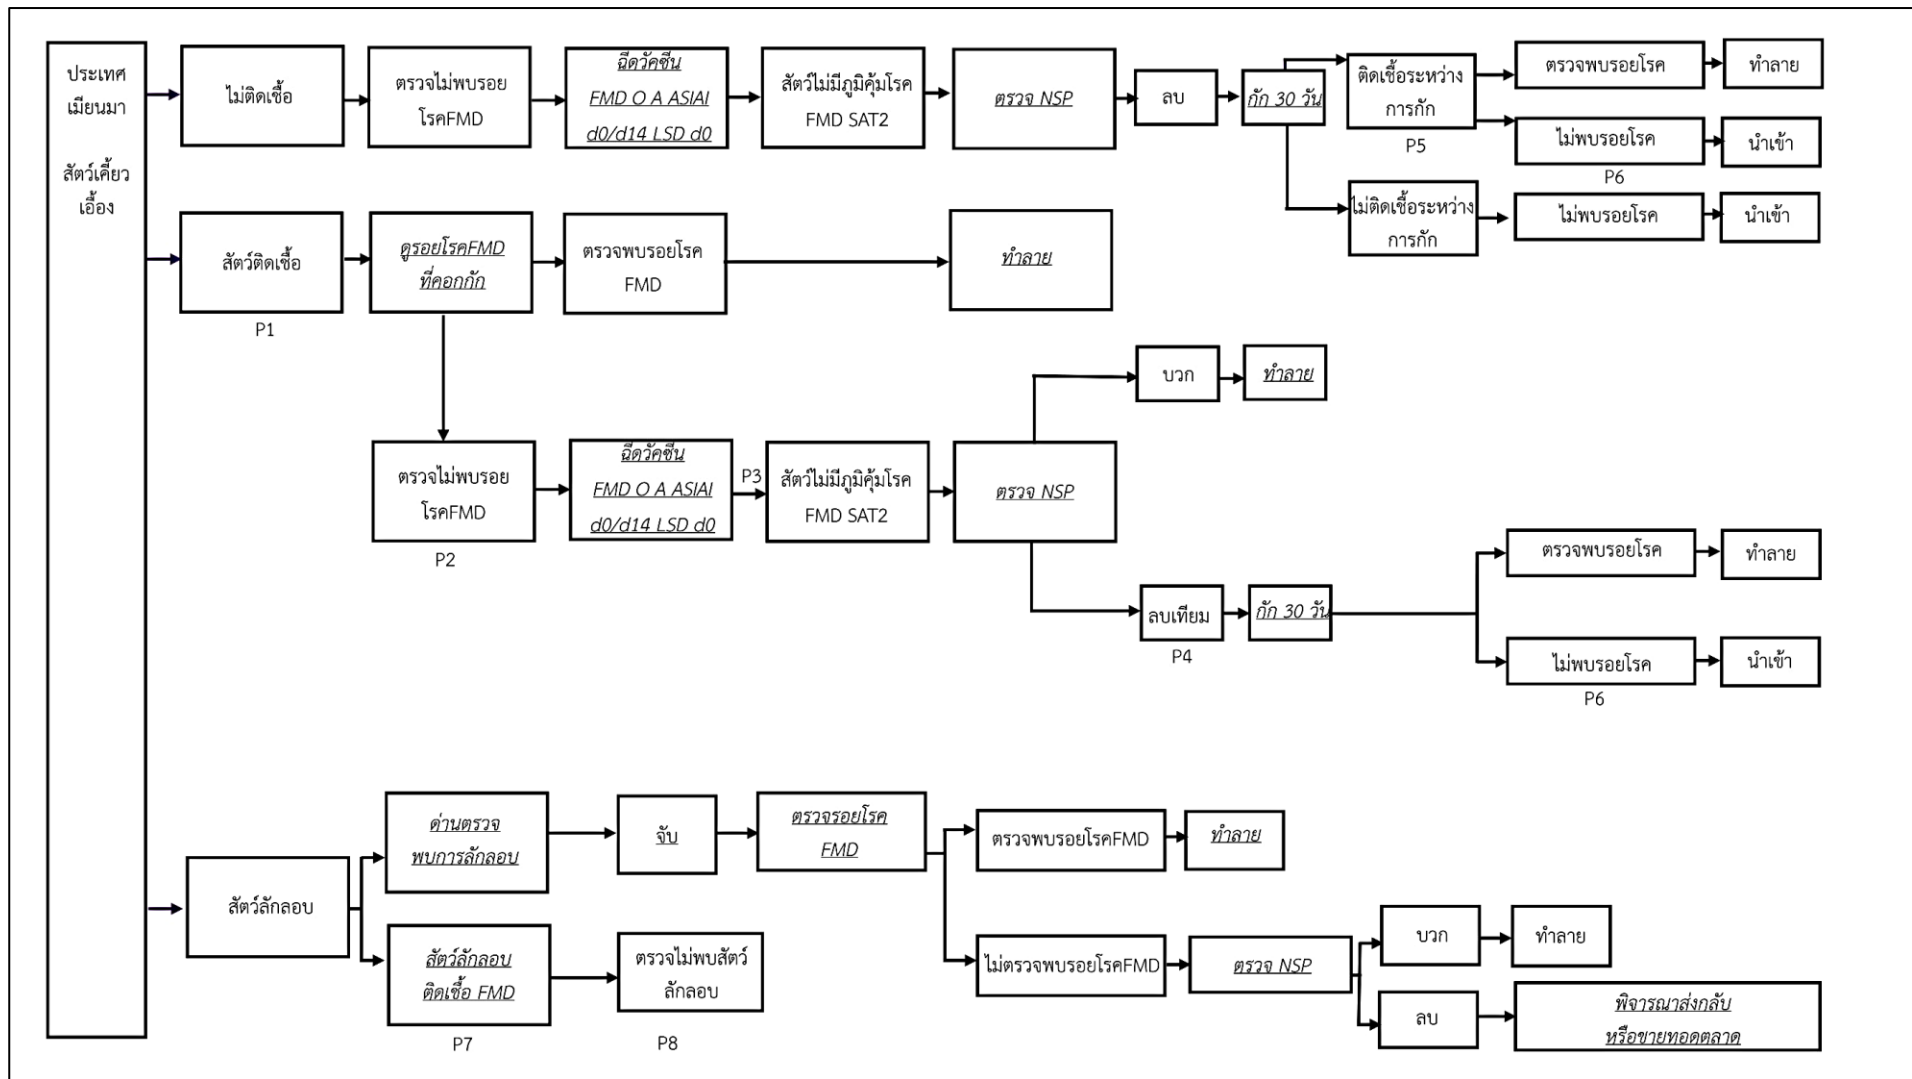 ประเทศ
เมียนมา
สัตว์เคี้ยว
เอื้อง
ไม่ติดเชื้อ
ตรวจไม่พบรอย
โรคFMD
ฉีดวัคซีน
FMD O A ASIAI
d0/d14 LSD d0
สัตว์ไม่มีภูมิคุ้มโรค
FMD SAT2
ตรวจ NSP
ลบ
กัก 30 วัน
ติดเชื้อระหว่าง
การกัก
P5
ตรวจพบรอยโรค
ทำลาย
ไม่พบรอยโรค
P6
นำเข้า
ไม่ติดเชื้อระหว่าง
การกัก
ไม่พบรอยโรค
นำเข้า
สัตว์ติดเชื้อ
P1
ดูรอยโรคFMD
ที่คอกกัก
ตรวจพบรอยโรค
FMD
ทำลาย
ตรวจไม่พบรอย
โรคFMD
P2
ฉีดวัคซีน
FMD O A ASIAI
d0/d14 LSD d0
P3
สัตว์ไม่มีภูมิคุ้มโรค
FMD SAT2
ตรวจ NSP
บวก
ทำลาย
ลบเทียม
P4
กัก 30 วัน
ตรวจพบรอยโรค
ทำลาย
ไม่พบรอยโรค
P6
นำเข้า
สัตว์ลักลอบ
ด่านตรวจ
พบการลักลอบ
จับ
ตรวจรอยโรค
FMD
ตรวจพบรอยโรคFMD
ทำลาย
ไม่ตรวจพบรอยโรคFMD
ตรวจ NSP
บวก
ทำลาย
ลบ
พิจารณาส่งกลับ
หรือขายทอดตลาด
สัตว์ลักลอบ
ติดเชื้อ FMD
P7
ตรวจไม่พบสัตว์
ลักลอบ
P8